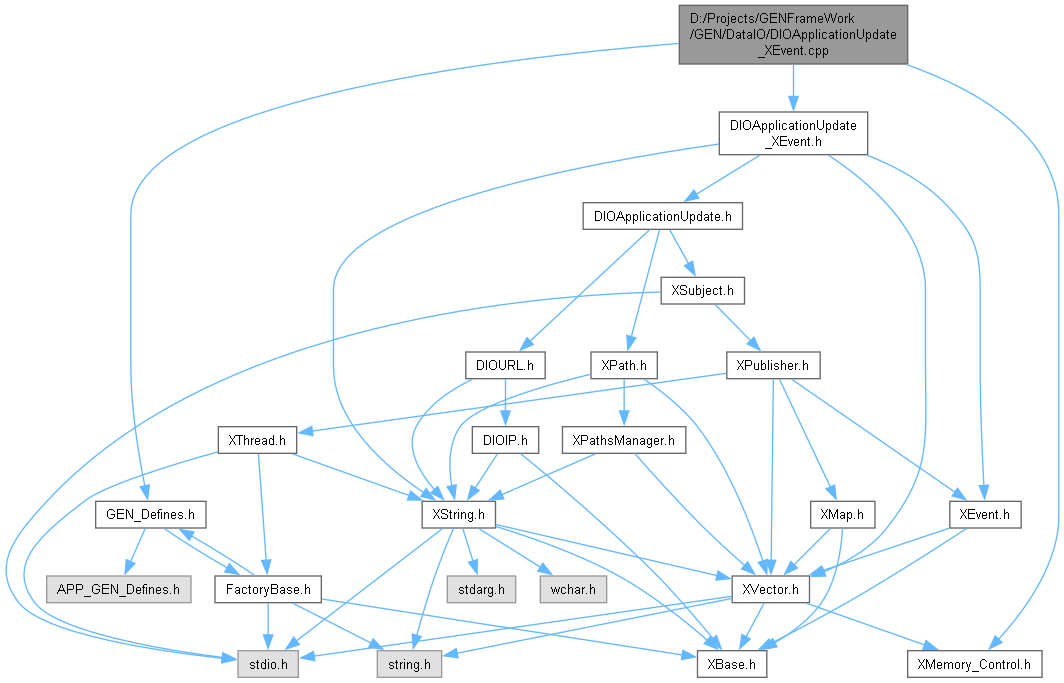 D:/Projects/GENFrameWork
/GEN/DataIO/DIOApplicationUpdate
_XEvent.cpp
DIOApplicationUpdate
_XEvent.h
DIOApplicationUpdate.h
XSubject.h
DIOURL.h
XPath.h
XPublisher.h
XThread.h
DIOIP.h
XPathsManager.h
GEN_Defines.h
XString.h
XMap.h
XEvent.h
APP_GEN_Defines.h
FactoryBase.h
stdarg.h
wchar.h
XVector.h
stdio.h
string.h
XBase.h
XMemory_Control.h